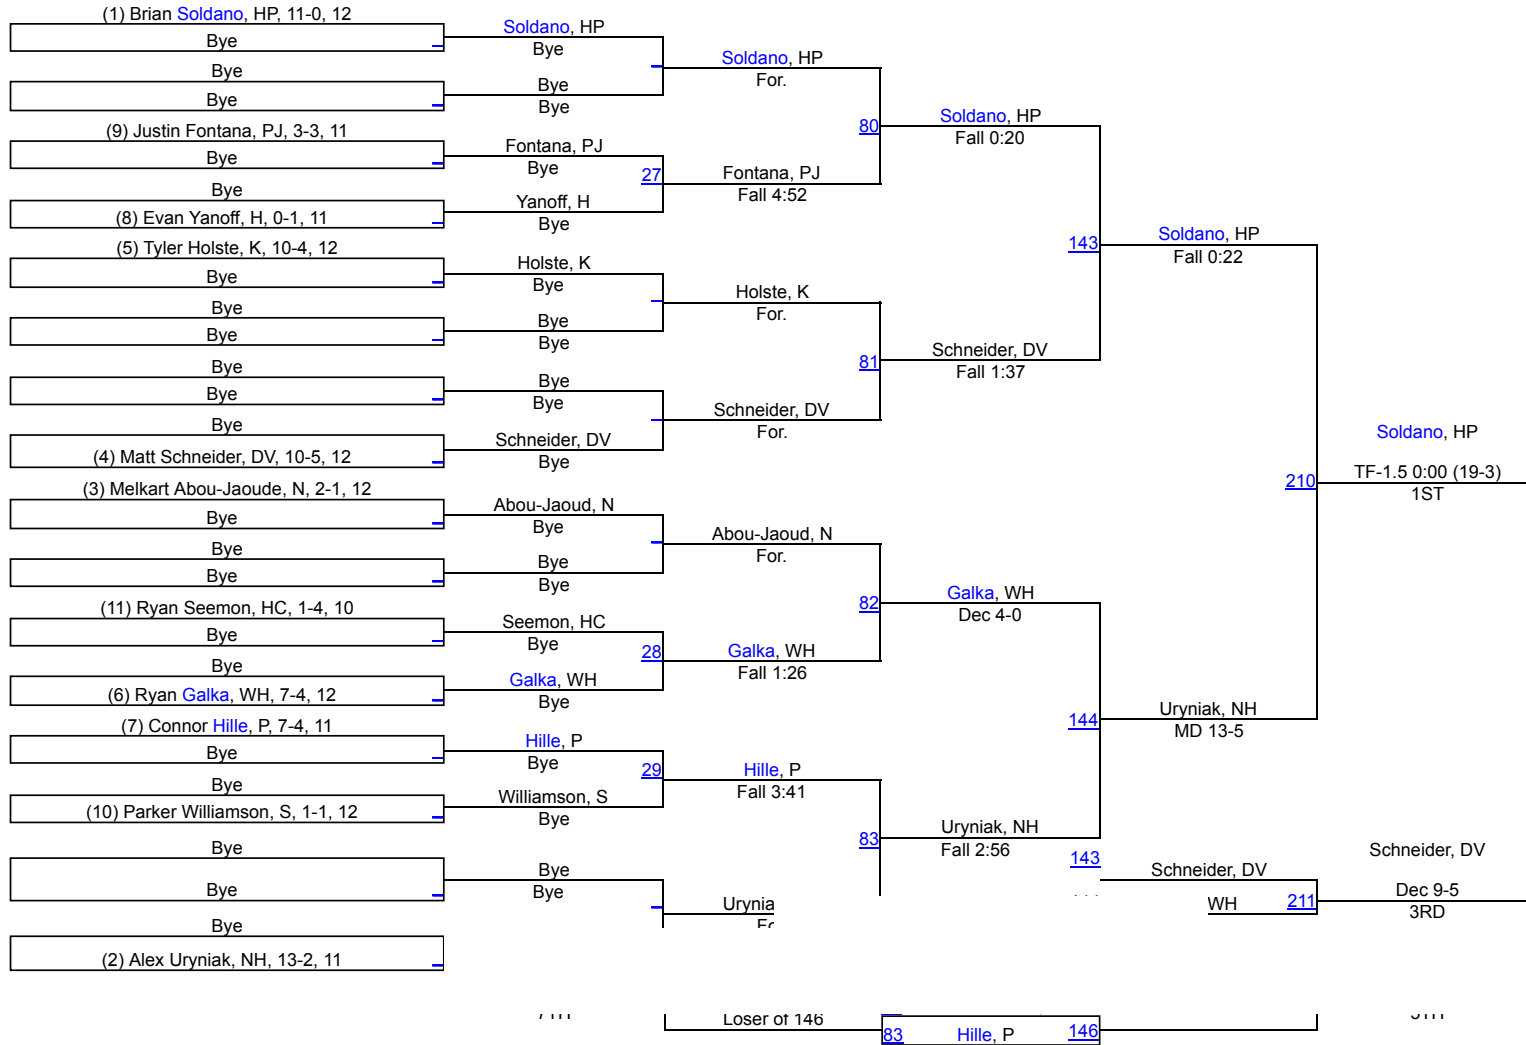 (1) Brian Soldano, HP, 11-0, 12
Bye
Bye
Bye
(9) Justin Fontana, PJ, 3-3, 11
Bye
Bye
(8) Evan Yanoff, H, 0-1, 11
(5) Tyler Holste, K, 10-4, 12
Bye
Bye
Bye
Bye
Bye
Bye
(4) Matt Schneider, DV, 10-5, 12
(3) Melkart Abou-Jaoude, N, 2-1, 12
Bye
Bye
Bye
(11) Ryan Seemon, HC, 1-4, 10
Bye
Bye
(6) Ryan Galka, WH, 7-4, 12
(7) Connor Hille, P, 7-4, 11
Bye
Bye
(10) Parker Williamson, S, 1-1, 12
Bye
Bye
Bye
(2) Alex Uryniak, NH, 13-2, 11
Soldano, HP
Bye
Bye
Bye
Fontana, PJ
Bye
27
Yanoff, H
Bye
Holste, K
Bye
Bye
Bye
Bye
Bye
Schneider, DV
Bye
Abou-Jaoud, N
Bye
Bye
Bye
Seemon, HC
Bye
28
Galka, WH
Bye
Hille, P
Bye
29
Williamson, S
Bye
Bye
Bye
Soldano, HP
For.
80
Fontana, PJ
Fall 4:52
Holste, K
For.
81
Schneider, DV
For.
Abou-Jaoud, N
For.
82
Galka, WH
Fall 1:26
Hille, P
Fall 3:41
83
Urynia
Loser of 146
Soldano, HP
Fall 0:20
143
Schneider, DV
Fall 1:37
Galka, WH
Dec 4-0
144
Uryniak, NH
Fall 2:56
83 Hille, P 146
Soldano, HP
Fall 0:22
210
Uryniak, NH
MD 13-5
143
Schneider, DV
WH
211
Soldano, HP
TF-1.5 0:00 (19-3)
1ST
Schneider, DV
Dec 9-5
3RD